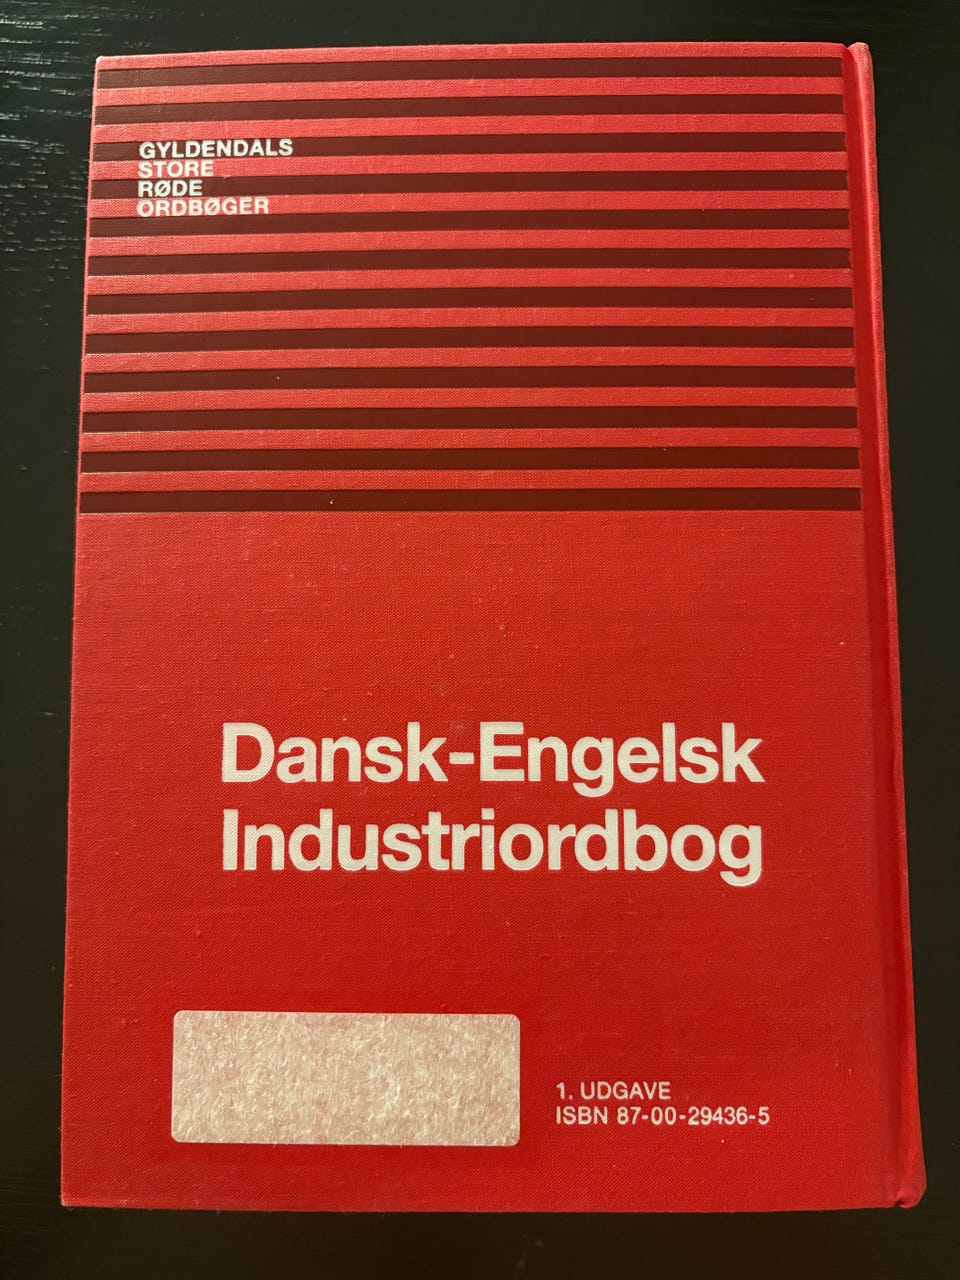 GYLDENDALS
STORE
RØDE
ORDBØGER
Dansk-Engelsk
Industriordbog
1. UDGAVE
ISBN 87-00-29436-5